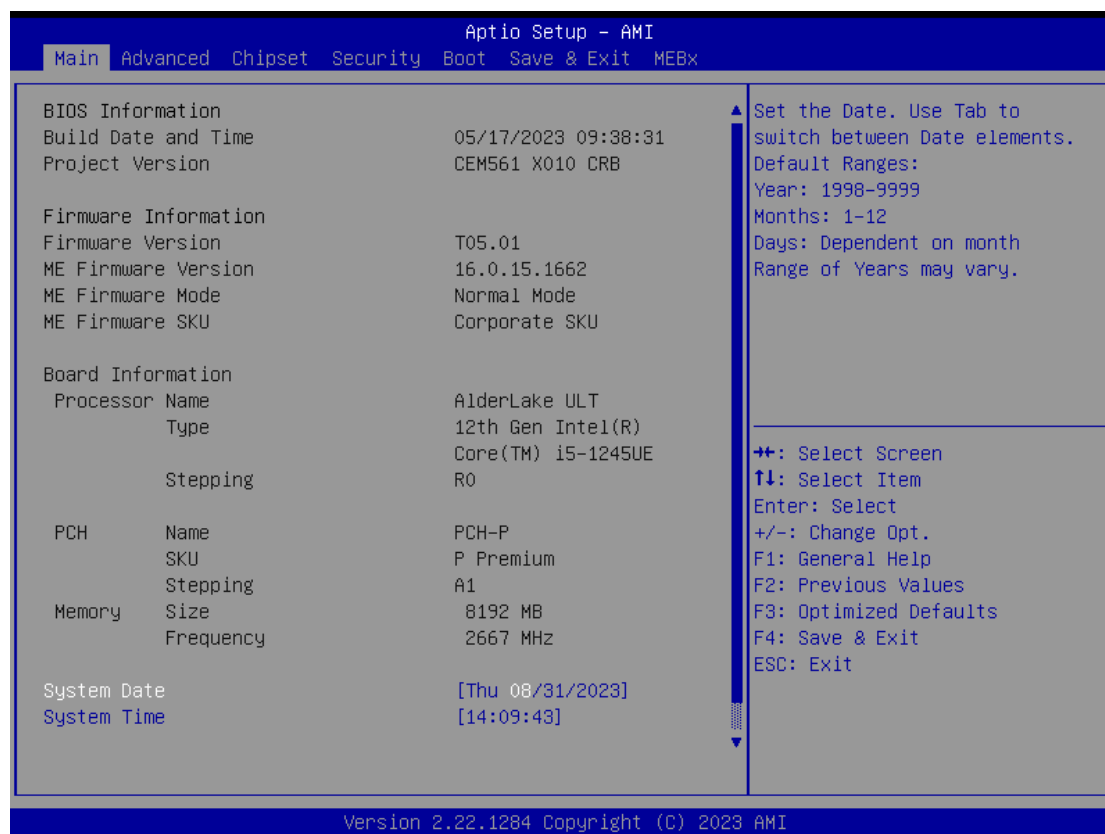 Aptio Setup – AMI
Main Advanced Chipset Security Boot Save & Exit MEBx
BIOS Information
Build Date and Time 05/17/2023 09:38:31
Project Version CEM561 X010 CRB
Firmware Information
Firmware Version T05.01
ME Firmware Version 16.0.15.1662
ME Firmware Mode Normal Mode
ME Firmware SKU Corporate SKU
Board Information
Processor Name AlderLake ULT
Type 12th Gen Intel(R)
Core(TM) i5-1245UE
Stepping R0
PCH Name PCH-P
SKU P Premium
Stepping A1
Memory Size 8192 MB
Frequency 2667 MHz
System Date [Thu 08/31/2023]
System Time [14:09:43]
Set the Date. Use Tab to
switch between Date elements.
Default Ranges:
Year: 1998-9999
Months: 1-12
Days: Dependent on month
Range of Years may vary.
→←: Select Screen
↑↓: Select Item
Enter: Select
+/-: Change Opt.
F1: General Help
F2: Previous Values
F3: Optimized Defaults
F4: Save & Exit
ESC: Exit
Version 2.22.1284 Copyright (C) 2023 AMI